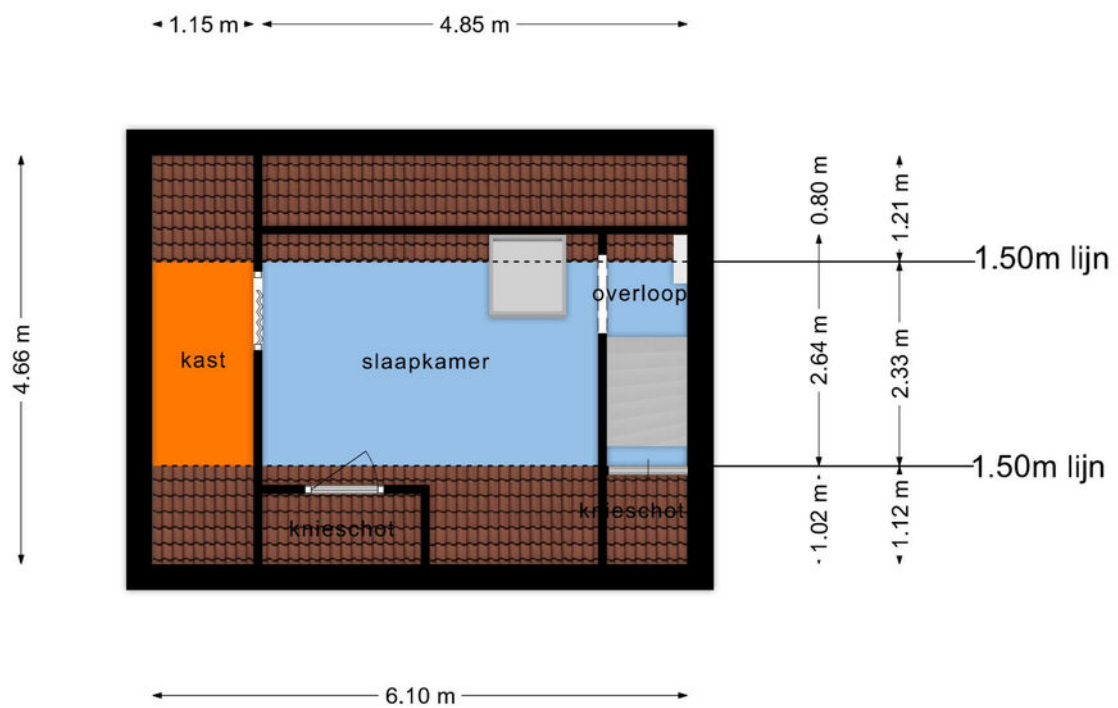 1.15 m
4.85 m
4.66 m
0.80 m
1.21 m
1.50m lijn
overloop
kast
slaapkamer
2.64 m
2.33 m
1.50m lijn
knieschot
knieschot
1.02 m
1.12 m
6.10 m